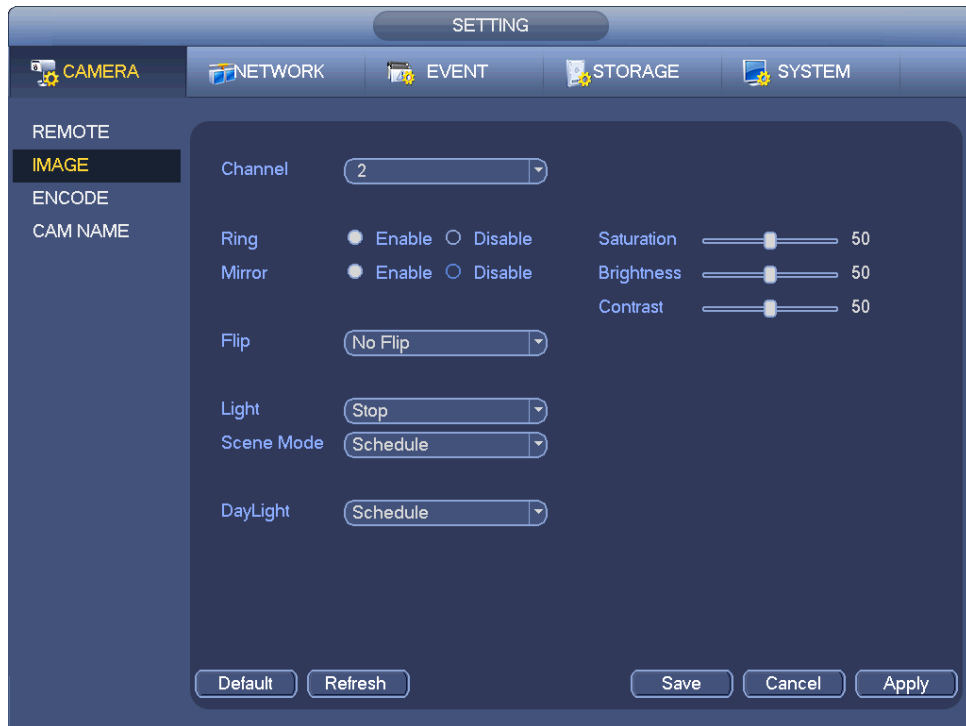 SETTING
CAMERA NETWORK EVENT STORAGE SYSTEM
REMOTE
IMAGE
ENCODE
CAM NAME
Channel 2
Ring Enable Disable Saturation 50
Mirror Enable Disable Brightness 50
Contrast 50
Flip No Flip
Light Stop
Scene Mode Schedule
DayLight Schedule
Default Refresh Save Cancel Apply